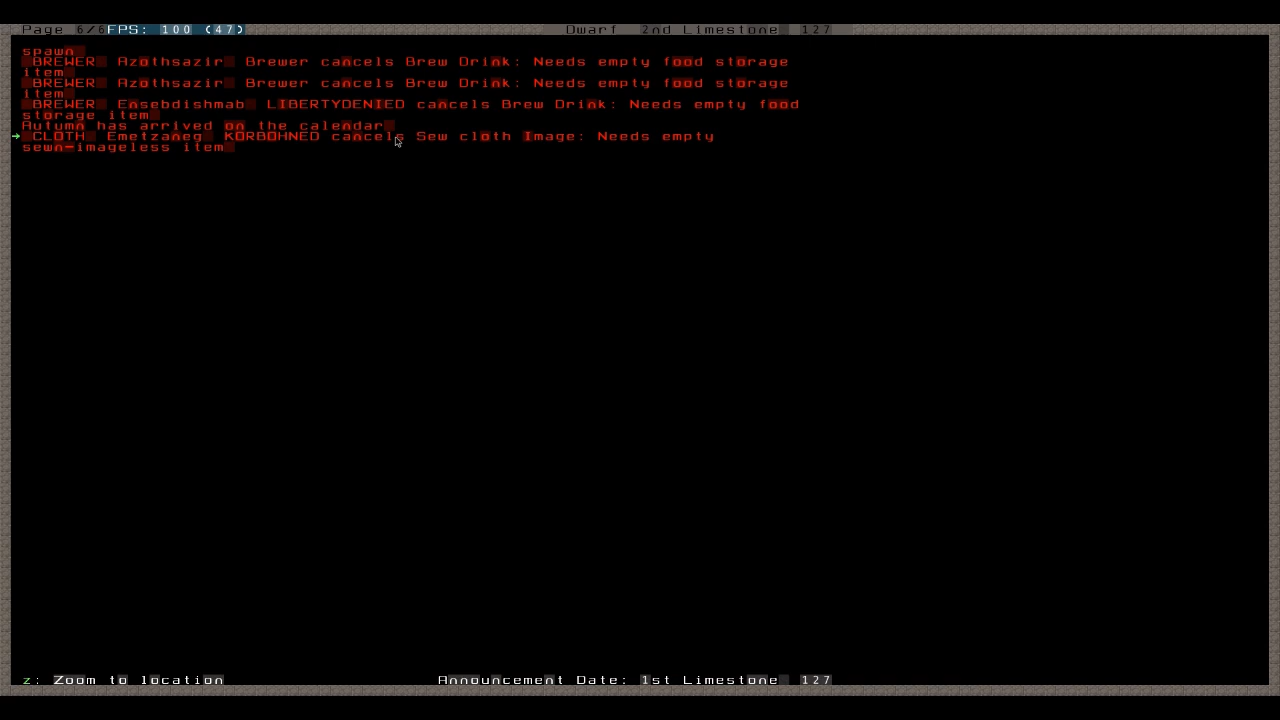 Page 6/6 FPS: 100 (47) Dwarf 2nd Limestone 127
spawn
BREWER Azothsazir Brewer cancels Brew Drink: Needs empty food storage
item
BREWER Azothsazir Brewer cancels Brew Drink: Needs empty food storage
item
BREWER Ensebdishmab LIBERTYDENIED cancels Brew Drink: Needs empty food
storage item
Autumn has arrived on the calendar
CLOTH Emetzaneg KORBOHNED cancels Sew cloth Image: Needs empty
sewn-imageless item
z: Zoom to location Announcement Date: 1st Limestone 127